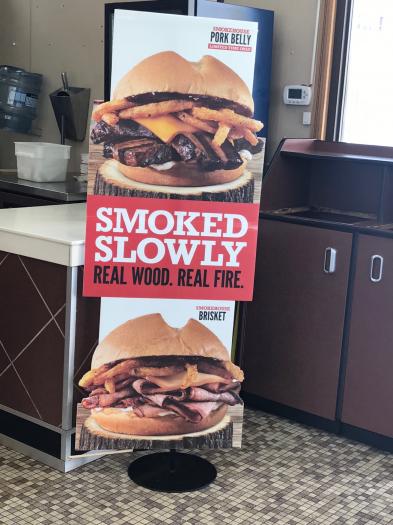 SMOKEHOUSE
PORK BELLY
LIMITED TIME ONLY
SMOKED
SLOWLY
REAL WOOD. REAL FIRE.
SMOKEHOUSE
BRISKET